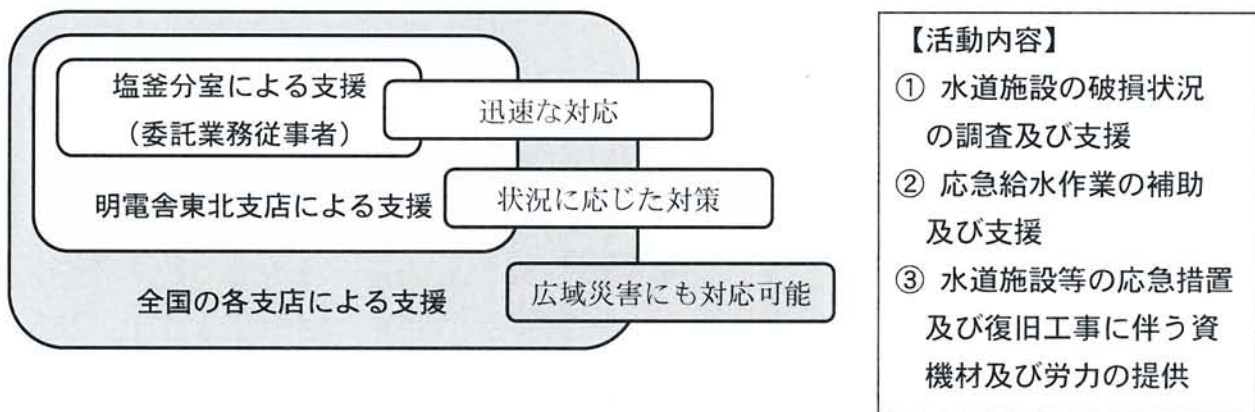 塩釜分室による支援
（委託業務従事者）
迅速な対応
明電舎東北支店による支援
状況に応じた対策
全国の各支店による支援
広域災害にも対応可能
【活動内容】
① 水道施設の破損状況
の調査及び支援
② 応急給水作業の補助
及び支援
③ 水道施設等の応急措置
及び復旧工事に伴う資
機材及び労力の提供